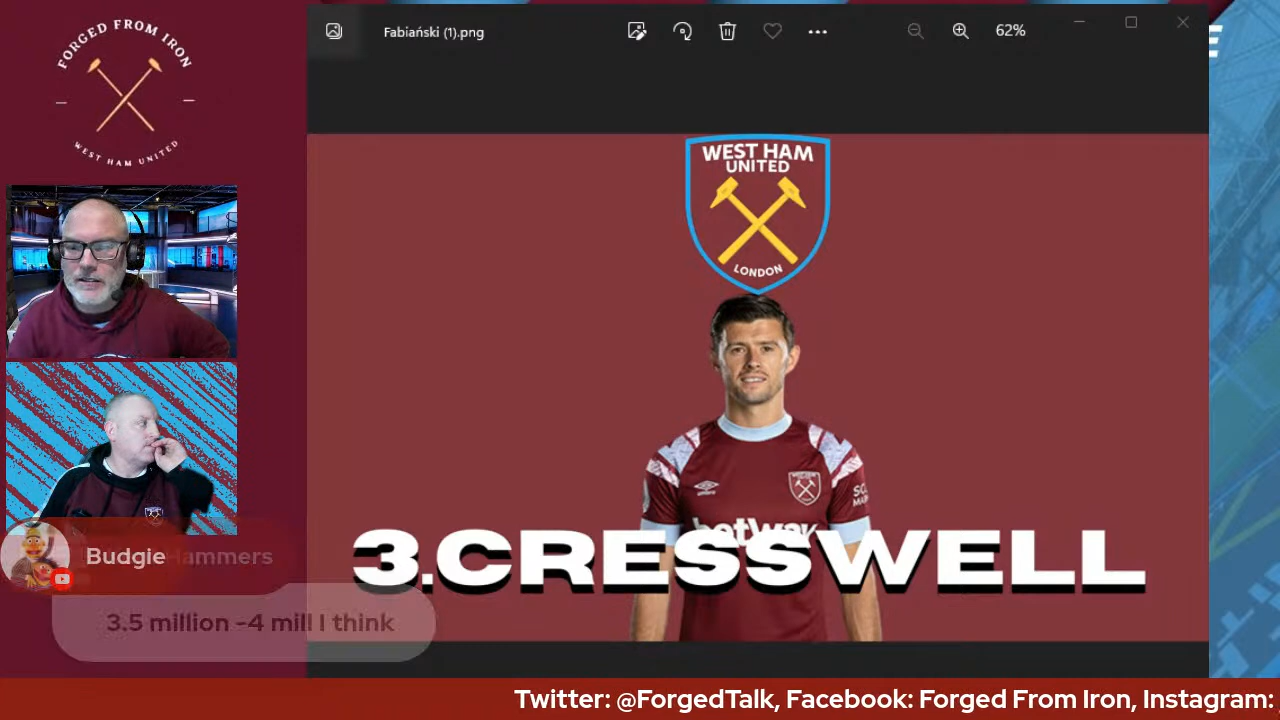 FORGED FROM IRON
WEST HAM UNITED
Fabiański (1).png
62%
E
WEST HAM
UNITED
LONDON
betway
3.CRESSWELL
Budgie Hammers
3.5 million -4 mill I think
Twitter: @ForgedTalk, Facebook: Forged From Iron, Instagram: